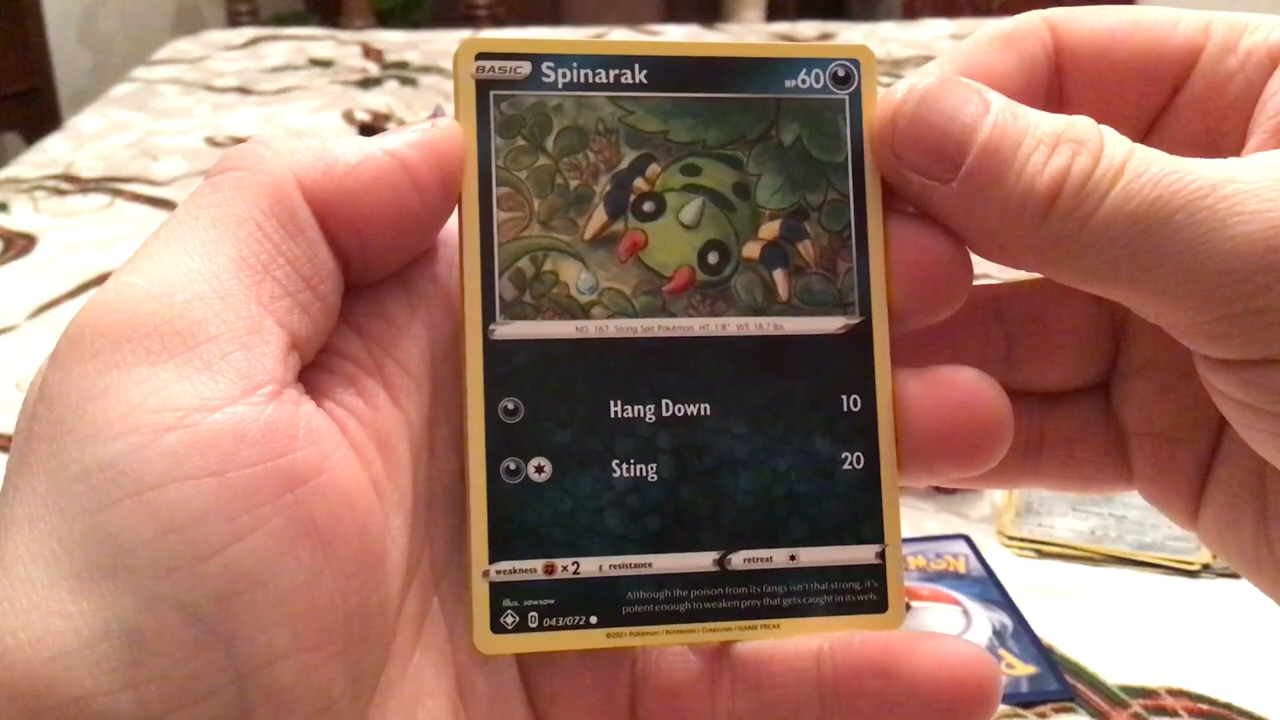 BASIC Spinarak HP60
NO. 167 Strong Spit Pokémon HT. 1'8" WT. 18.7 lbs.
Hang Down 10
Sting 20
weakness ×2 resistance retreat
Illus. sowsow
Although the poison from its fangs isn't that strong, it's
potent enough to weaken prey that gets caught in its web.
D 043/072
©2021 Pokémon / Nintendo / Creatures / GAME FREAK